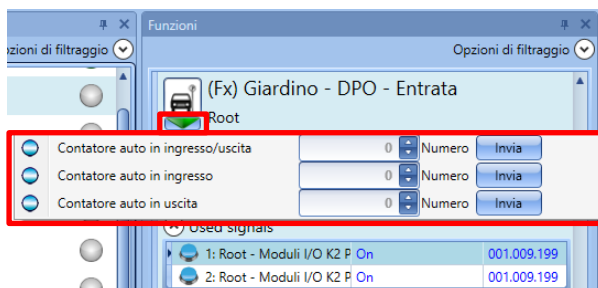 Funzioni
zioni di filtraggio
Opzioni di filtraggio
(Fx) Giardino - DPO - Entrata
Root
Contatore auto in ingresso/uscita 0 Numero Invia
Contatore auto in ingresso 0 Numero Invia
Contatore auto in uscita 0 Numero Invia
Used signals
1: Root - Moduli I/O K2 P On 001.009.199
2: Root - Moduli I/O K2 P On 001.009.199